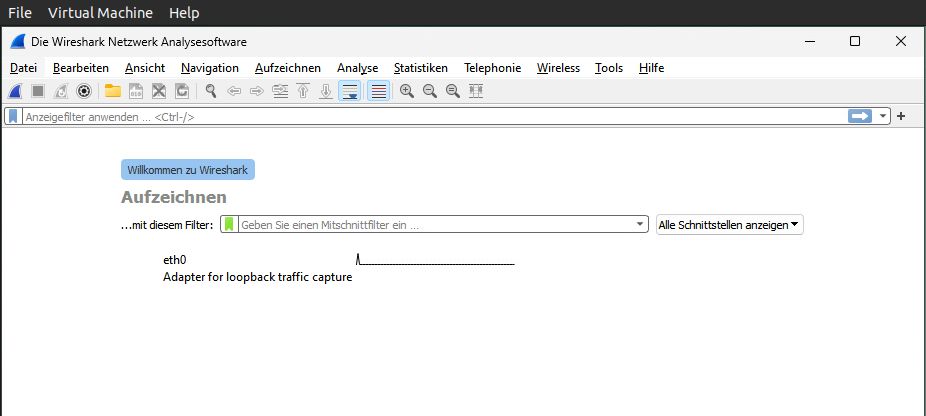 File Virtual Machine Help
Die Wireshark Netzwerk Analysesoftware
Datei Bearbeiten Ansicht Navigation Aufzeichnen Analyse Statistiken Telephonie Wireless Tools Hilfe
Anzeigefilter anwenden ... <Ctrl-/>
Willkommen zu Wireshark
Aufzeichnen
...mit diesem Filter: Geben Sie einen Mitschnittfilter ein ... Alle Schnittstellen anzeigen
eth0
Adapter for loopback traffic capture